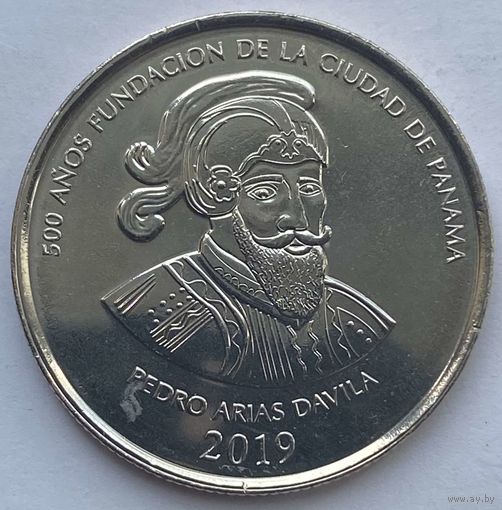 500 AÑOS FUNDACION DE LA CIUDAD DE PANAMA
PEDRO ARIAS DAVILA
2019
www.ay.by